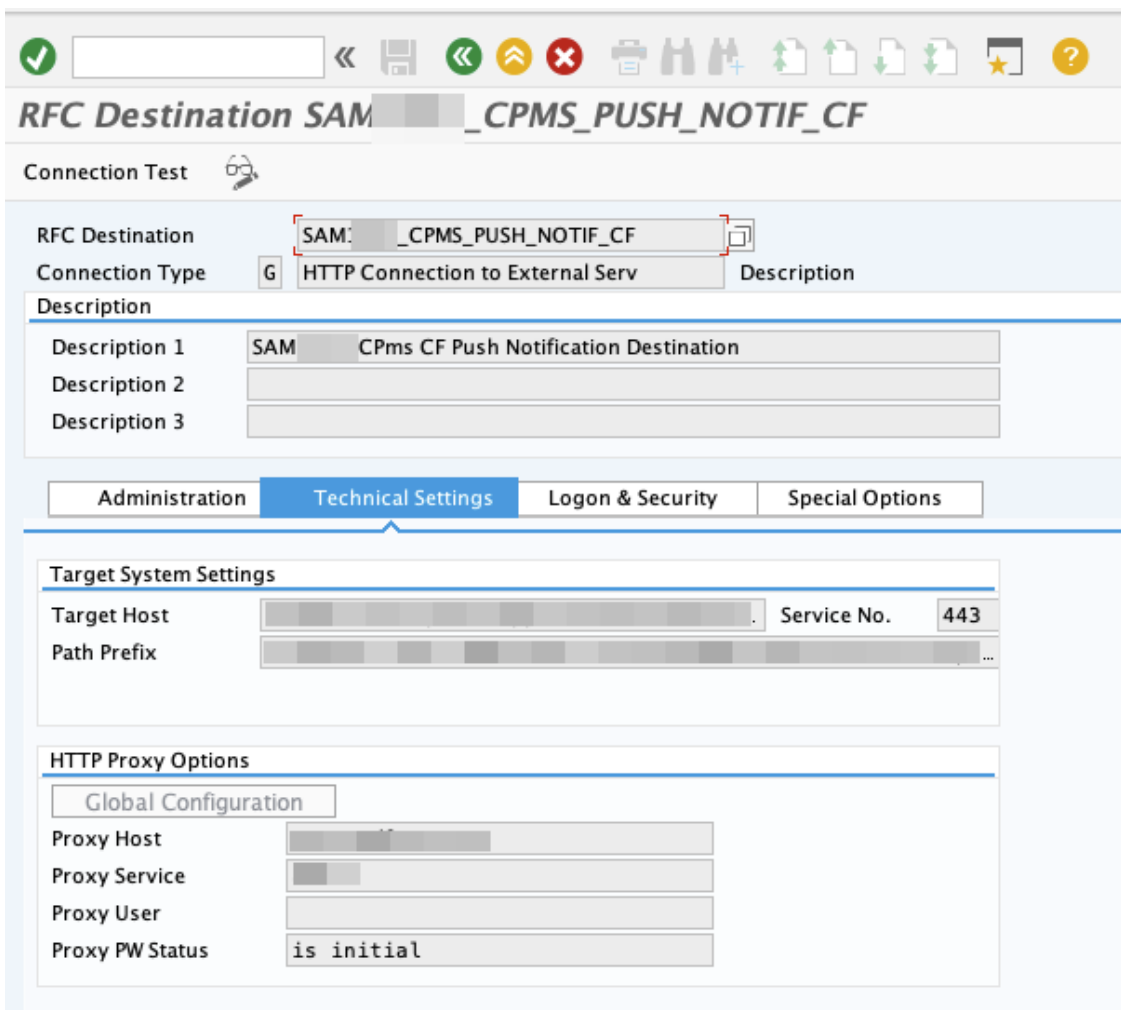 RFC Destination SAM _CPMS_PUSH_NOTIF_CF
Connection Test
RFC Destination SAM _CPMS_PUSH_NOTIF_CF
Connection Type G HTTP Connection to External Serv Description
Description
Description 1 SAM CPms CF Push Notification Destination
Description 2
Description 3
Administration Technical Settings Logon & Security Special Options
Target System Settings
Target Host . Service No. 443
Path Prefix ...
HTTP Proxy Options
Global Configuration
Proxy Host
Proxy Service
Proxy User
Proxy PW Status is initial